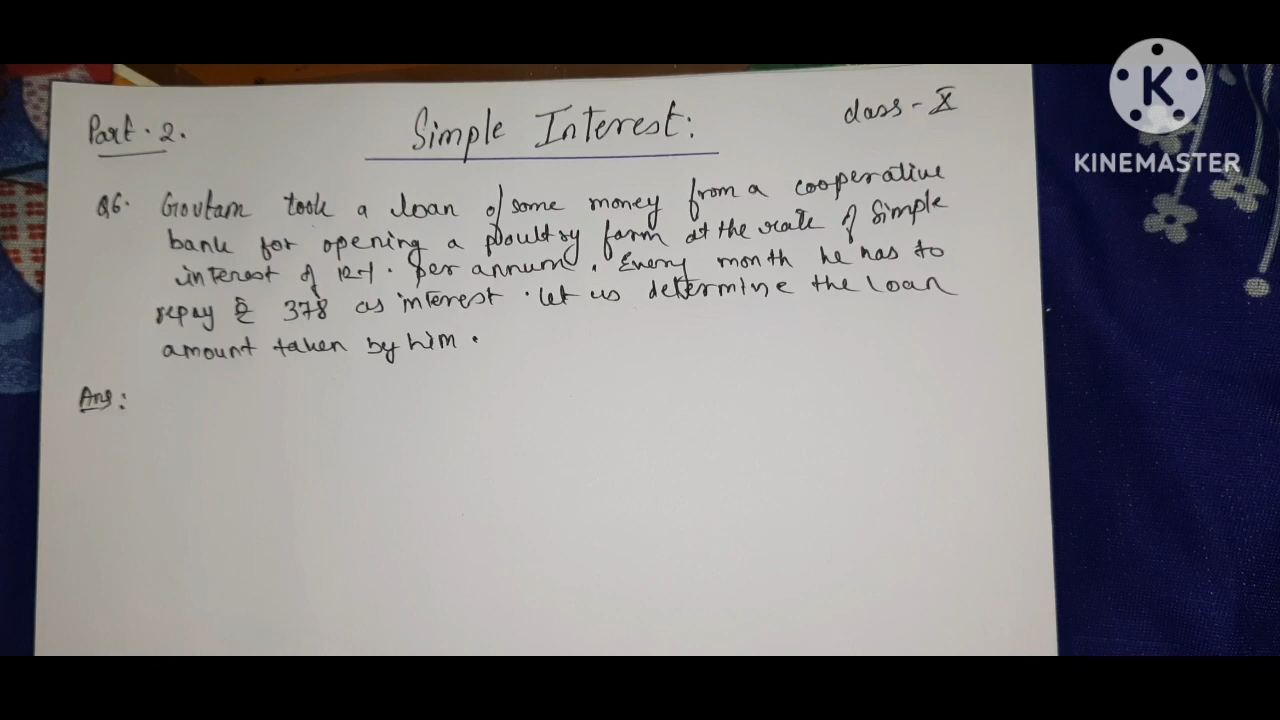 Part. 2.
Simple Interest:
class - X
Q6. Goutam took a loan of some money from a cooperative
bank for opening a poultry farm at the rate of simple
interest of 12%. per annum. Every month he has to
repay ₹ 378 as interest. let us determine the loan
amount taken by him.
Ans:
K
KINEMASTER